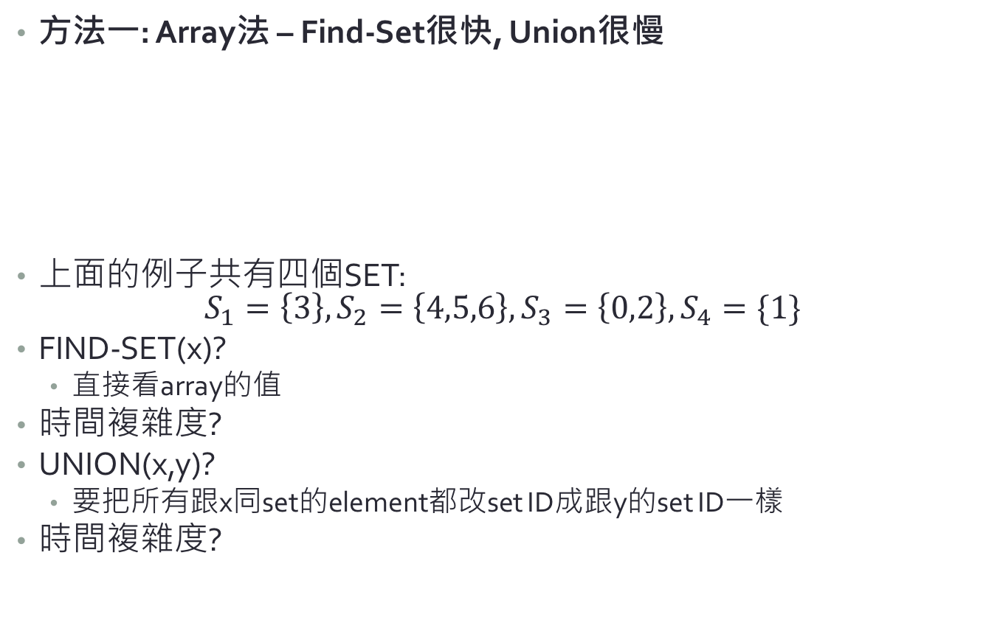 • 方法一: Array法 – Find-Set很快, Union很慢
• 上面的例子共有四個SET:
S₁ = {3}, S₂ = {4,5,6}, S₃ = {0,2}, S₄ = {1}
• FIND-SET(x)?
• 直接看array的值
• 時間複雜度?
• UNION(x,y)?
• 要把所有跟x同set的element都改set ID成跟y的set ID一樣
• 時間複雜度?